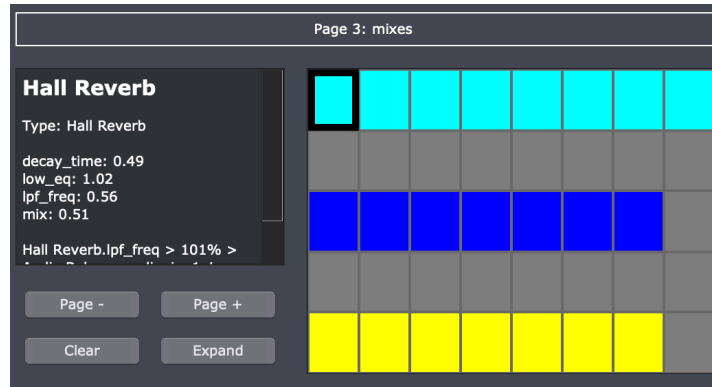 Page 3: mixes
Hall Reverb
Type: Hall Reverb
decay_time: 0.49
low_eq: 1.02
lpf_freq: 0.56
mix: 0.51
Hall Reverb.lpf_freq > 101% >
Page -
Page +
Clear
Expand